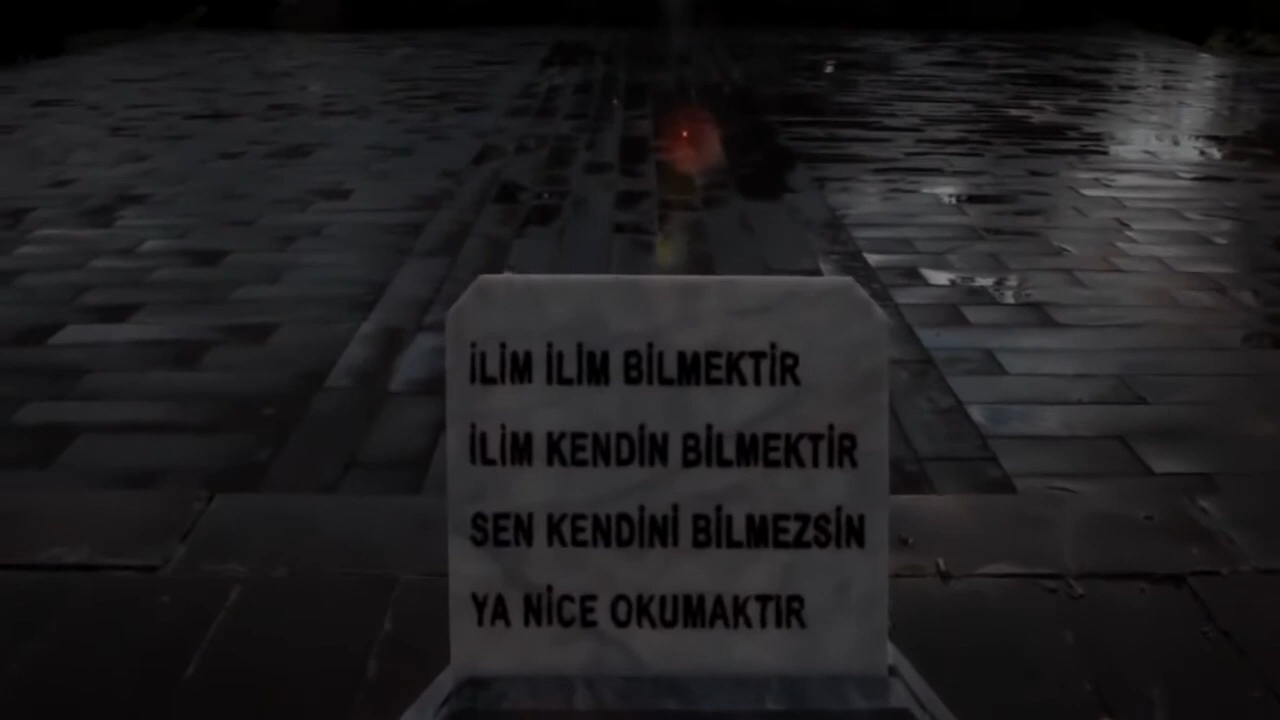 İLİM İLİM BİLMEKTİR
İLİM KENDİN BİLMEKTİR
SEN KENDİNİ BİLMEZSİN
YA NİCE OKUMAKTIR